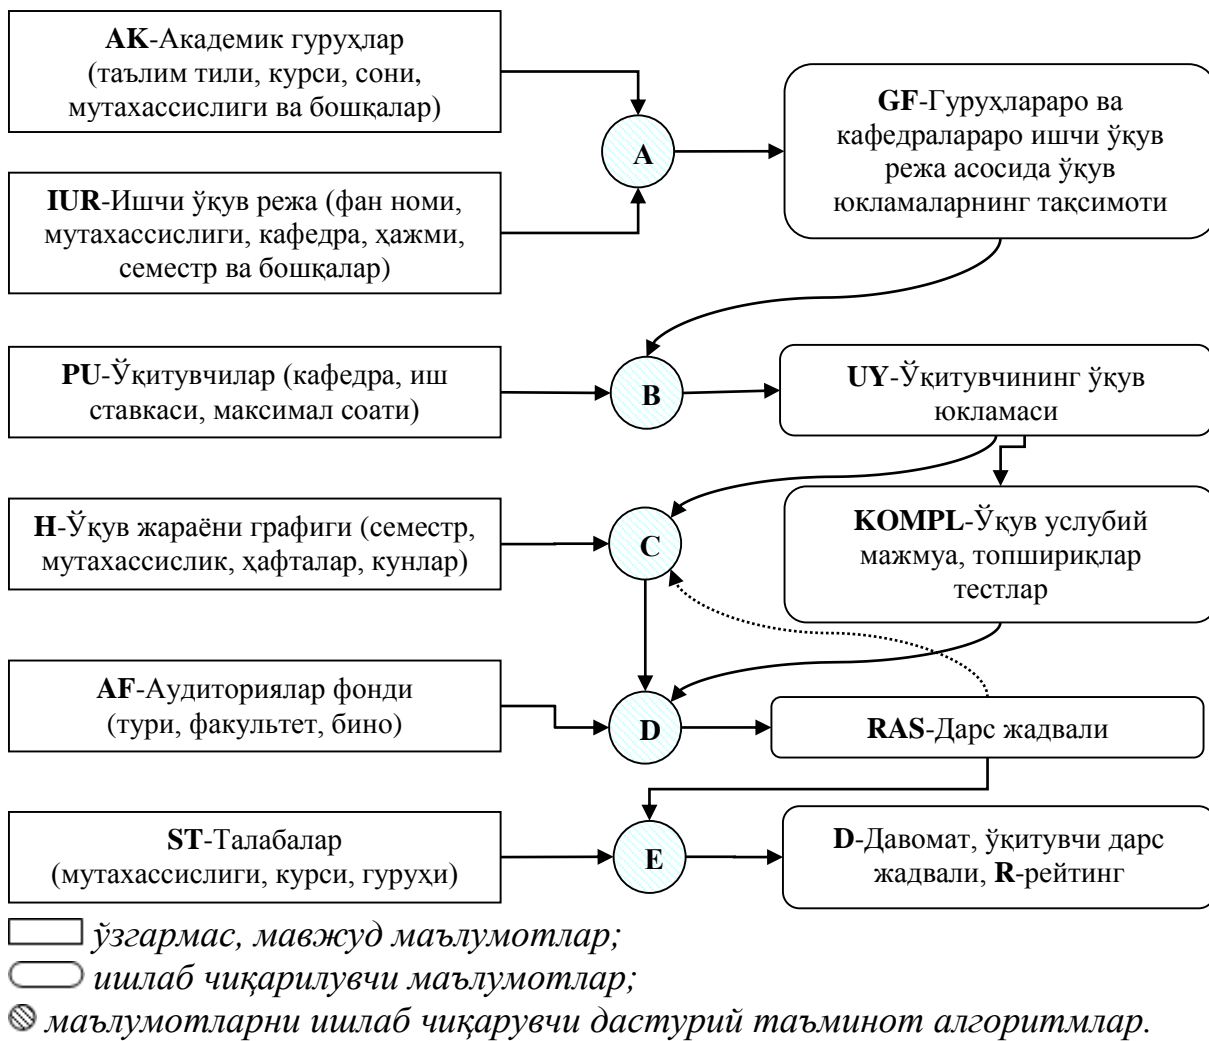 АК-Академик гуруҳлар
(таълим тили, курси, сони,
мутахассислиги ва бошқалар)
A
GF-Гуруҳлараро ва
кафедралараро ишчи ўқув
режа асосида ўқув
юкламаларнинг тақсимоти
IUR-Ишчи ўқув режа (фан номи,
мутахассислиги, кафедра, ҳажми,
семестр ва бошқалар)
PU-Ўқитувчилар (кафедра, иш
ставкаси, максимал соати)
B
UY-Ўқитувчининг ўқув
юкламаси
H-Ўқув жараёни графиги (семестр,
мутахассислик, ҳафталар, кунлар)
C
KOMPL-Ўқув услубий
мажмуа, топшириқлар
тестлар
AF-Аудиториялар фонди
(тури, факультет, бино)
D
RAS-Дарс жадвали
ST-Талабалар
(мутахассислиги, курси, гуруҳи)
E
D-Давомат, ўқитувчи дарс
жадвали, R-рейтинг
ўзгармас, мавжуд маълумотлар;
ишлаб чиқарилувчи маълумотлар;
маълумотларни ишлаб чиқарувчи дастурий таъминот алгоритмлар.